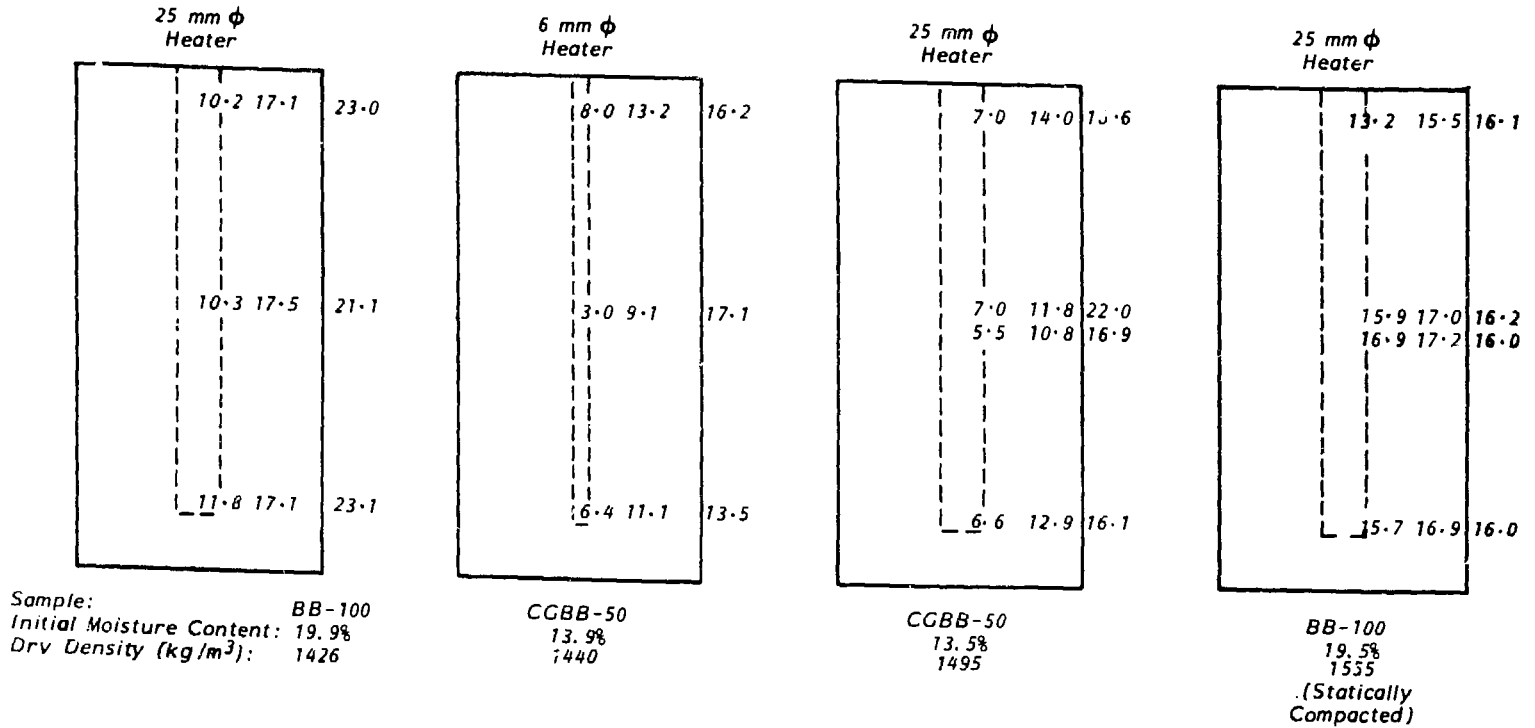 25 mm ϕ
Heater
10·2 17·1 23·0
10·3 17·5 21·1
11·8 17·1 23·1
Sample: BB-100
Initial Moisture Content: 19.9%
Dry Density (kg/m³): 1426
6 mm ϕ
Heater
8·0 13·2 16·2
3·0 9·1 17·1
6·4 11·1 13·5
CGBB-50
13.9%
1440
25 mm ϕ
Heater
7·0 14·0
7·0 11·8 22·0
5·5 10·8 16·9
6·6 12·9 16·1
CGBB-50
13.5%
1495
25 mm ϕ
Heater
13·2 15·5 16·1
15·9 17·0 16·2
16·9 17·2 16·0
15·7 16·9 16·0
BB-100
19.5%
(Statically
Compacted)